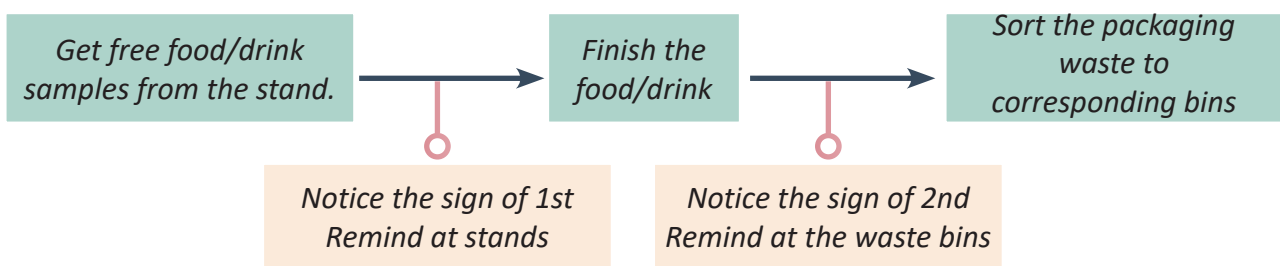 Get free food/drink
samples from the stand.
Finish the
food/drink
Sort the packaging
waste to
corresponding bins
Notice the sign of 1st
Remind at stands
Notice the sign of 2nd
Remind at the waste bins